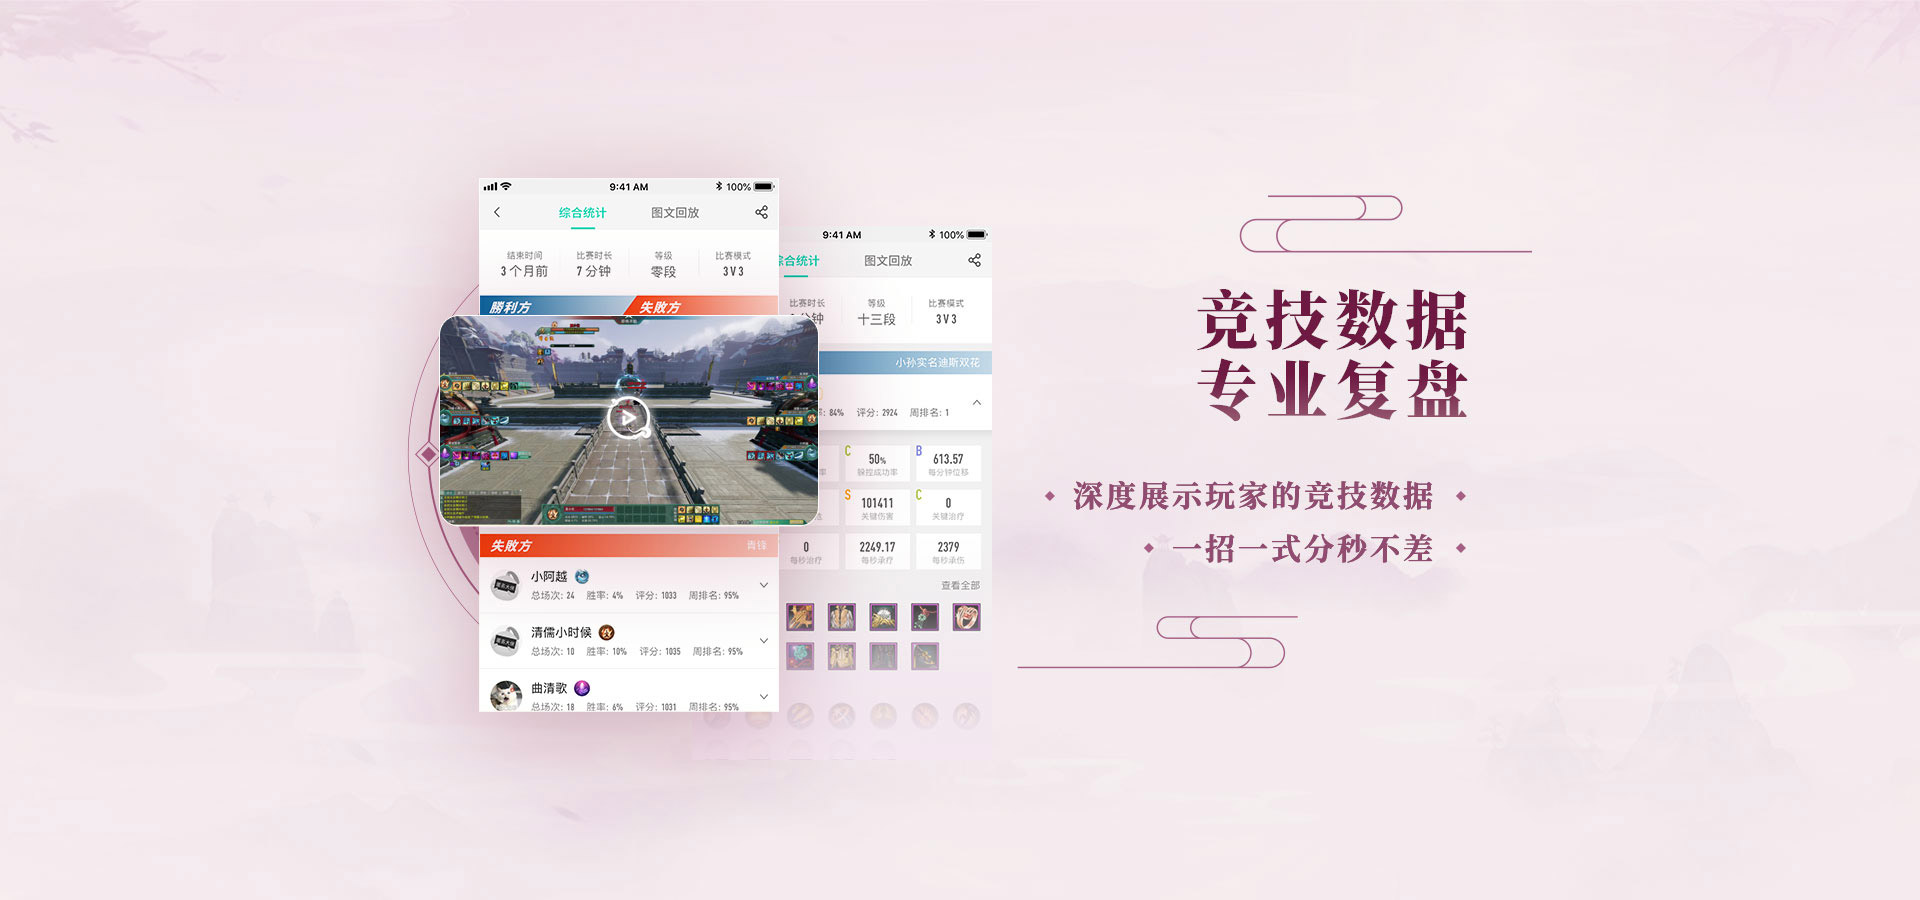 9:41 AM
100%
综合统计
图文回放
结束时间
比赛时长
等级
比赛模式
3 个月前
7 分钟
零段
3V3
勝利方
失败方
失败方
青锋
小阿越
总场次: 24 胜率: 4% 评分: 1033 周排名: 95%
清儒小时候
总场次: 10 胜率: 10% 评分: 1035 周排名: 95%
曲清歌
总场次: 18 胜率: 6% 评分: 1031 周排名: 95%
9:41 AM
100%
综合统计
图文回放
比赛时长
等级
比赛模式
分钟
十三段
3V3
小孙实名迪斯双花
84% 评分: 2924 周排名: 1
C
50%
躲控成功率
B
613.57
每分钟位移
S
101411
关键伤害
C
0
关键治疗
0
每秒治疗
2249.17
每秒承疗
2379
每秒承伤
查看全部
竞技数据
专业复盘
深度展示玩家的竞技数据
一招一式分秒不差